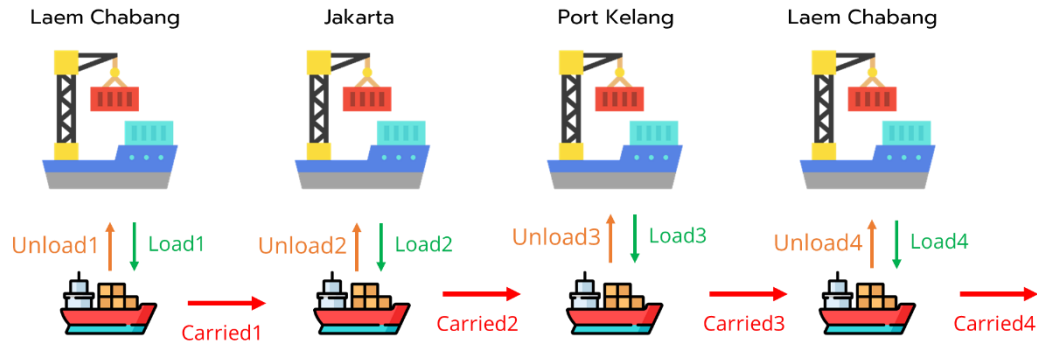 Laem Chabang
Jakarta
Port Kelang
Laem Chabang
Unload1
Load1
Unload2
Load2
Unload3
Load3
Unload4
Load4
Carried1
Carried2
Carried3
Carried4